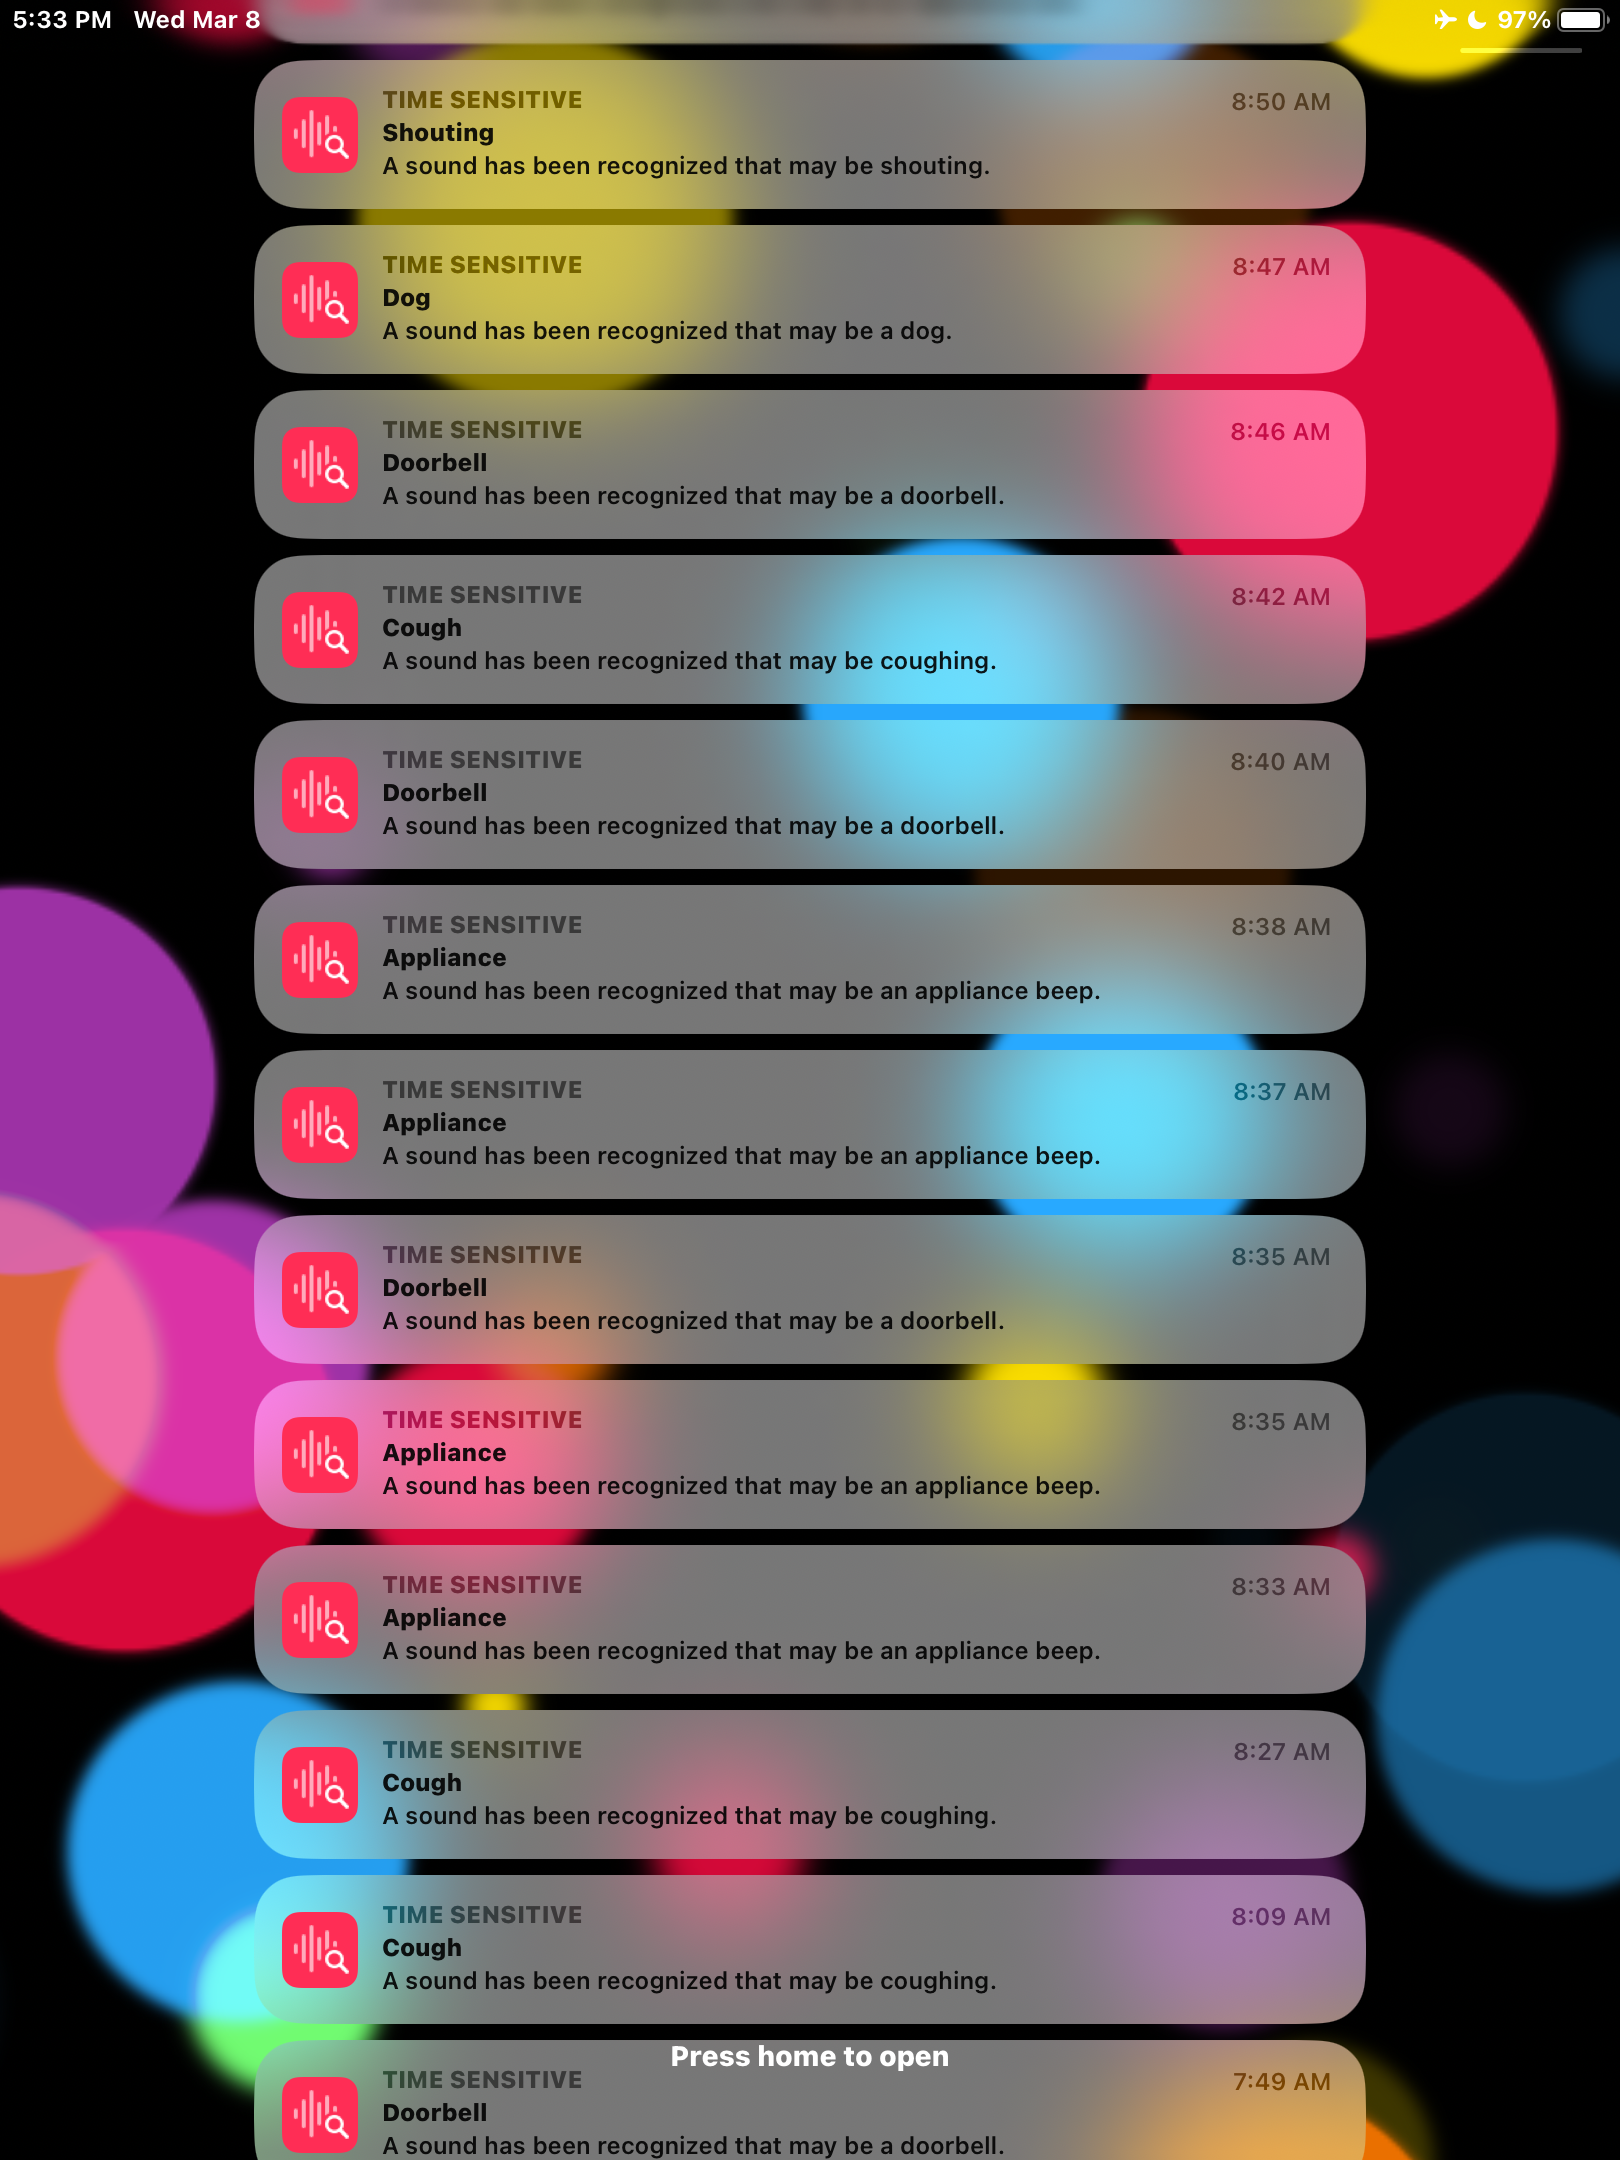 5:33 PM Wed Mar 8 97%
TIME SENSITIVE 8:50 AM
Shouting
A sound has been recognized that may be shouting.
TIME SENSITIVE 8:47 AM
Dog
A sound has been recognized that may be a dog.
TIME SENSITIVE 8:46 AM
Doorbell
A sound has been recognized that may be a doorbell.
TIME SENSITIVE 8:42 AM
Cough
A sound has been recognized that may be coughing.
TIME SENSITIVE 8:40 AM
Doorbell
A sound has been recognized that may be a doorbell.
TIME SENSITIVE 8:38 AM
Appliance
A sound has been recognized that may be an appliance beep.
TIME SENSITIVE 8:37 AM
Appliance
A sound has been recognized that may be an appliance beep.
TIME SENSITIVE 8:35 AM
Doorbell
A sound has been recognized that may be a doorbell.
TIME SENSITIVE 8:35 AM
Appliance
A sound has been recognized that may be an appliance beep.
TIME SENSITIVE 8:33 AM
Appliance
A sound has been recognized that may be an appliance beep.
TIME SENSITIVE 8:27 AM
Cough
A sound has been recognized that may be coughing.
TIME SENSITIVE 8:09 AM
Cough
A sound has been recognized that may be coughing.
Press home to open
TIME SENSITIVE 7:49 AM
Doorbell
A sound has been recognized that may be a doorbell.